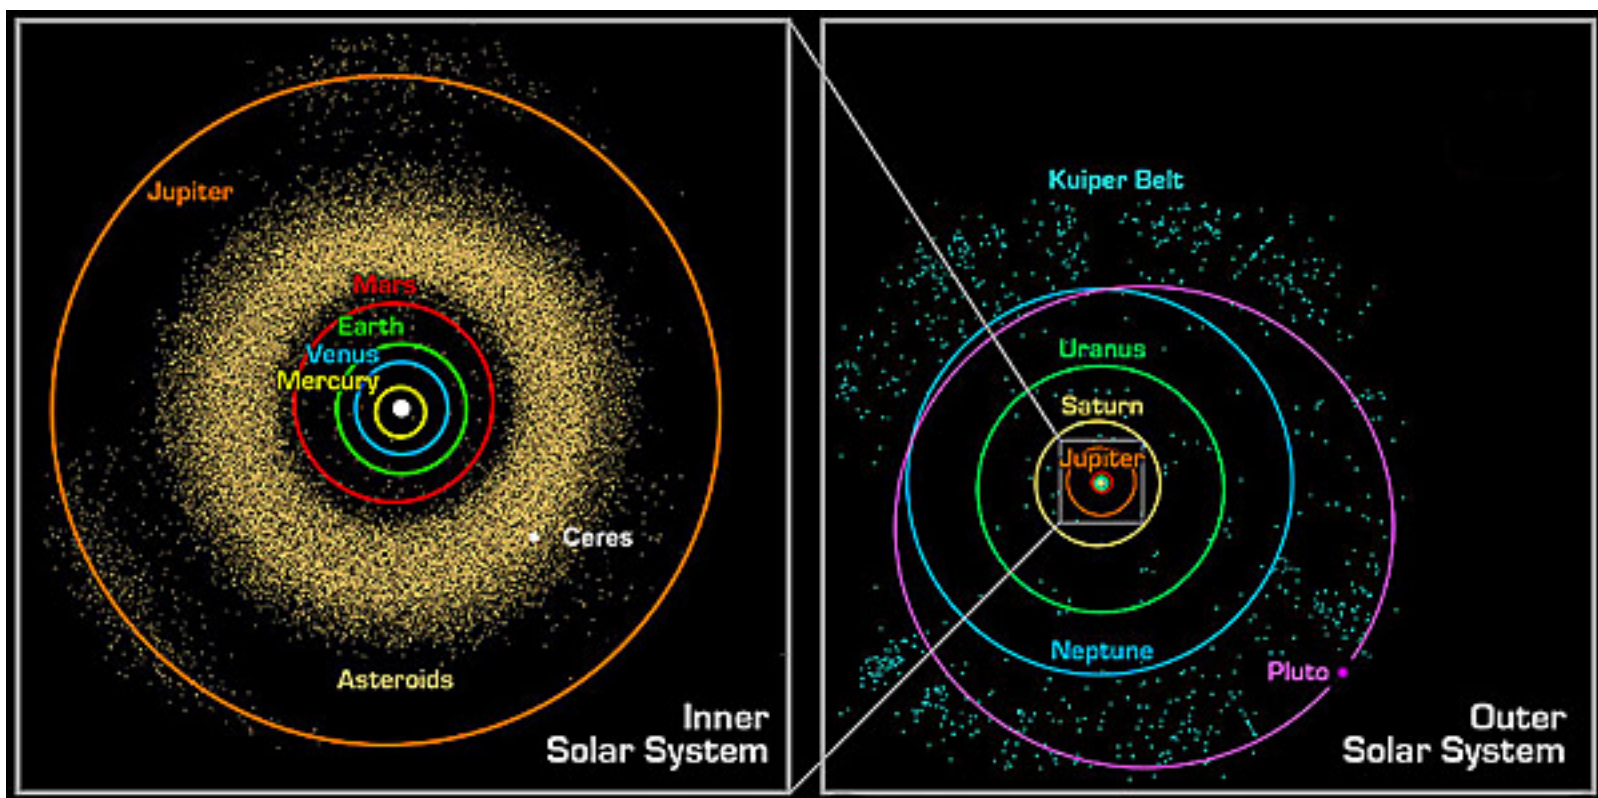 Jupiter
Mars
Earth
Venus
Mercury
Ceres
Asteroids
Inner
Solar System
Kuiper Belt
Uranus
Saturn
Jupiter
Neptune
Pluto
Outer
Solar System